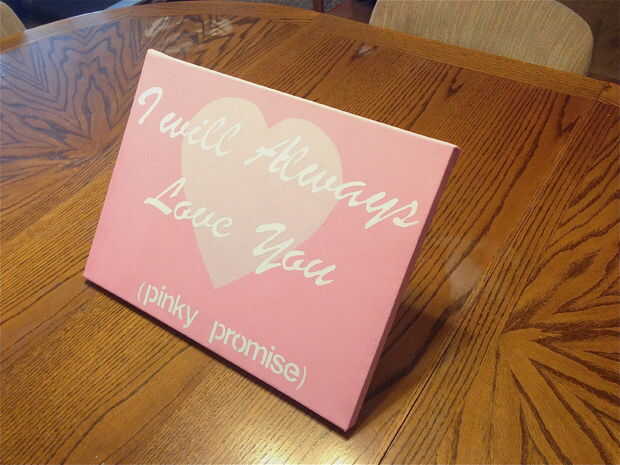 I will Always
Love You
(pinky promise)